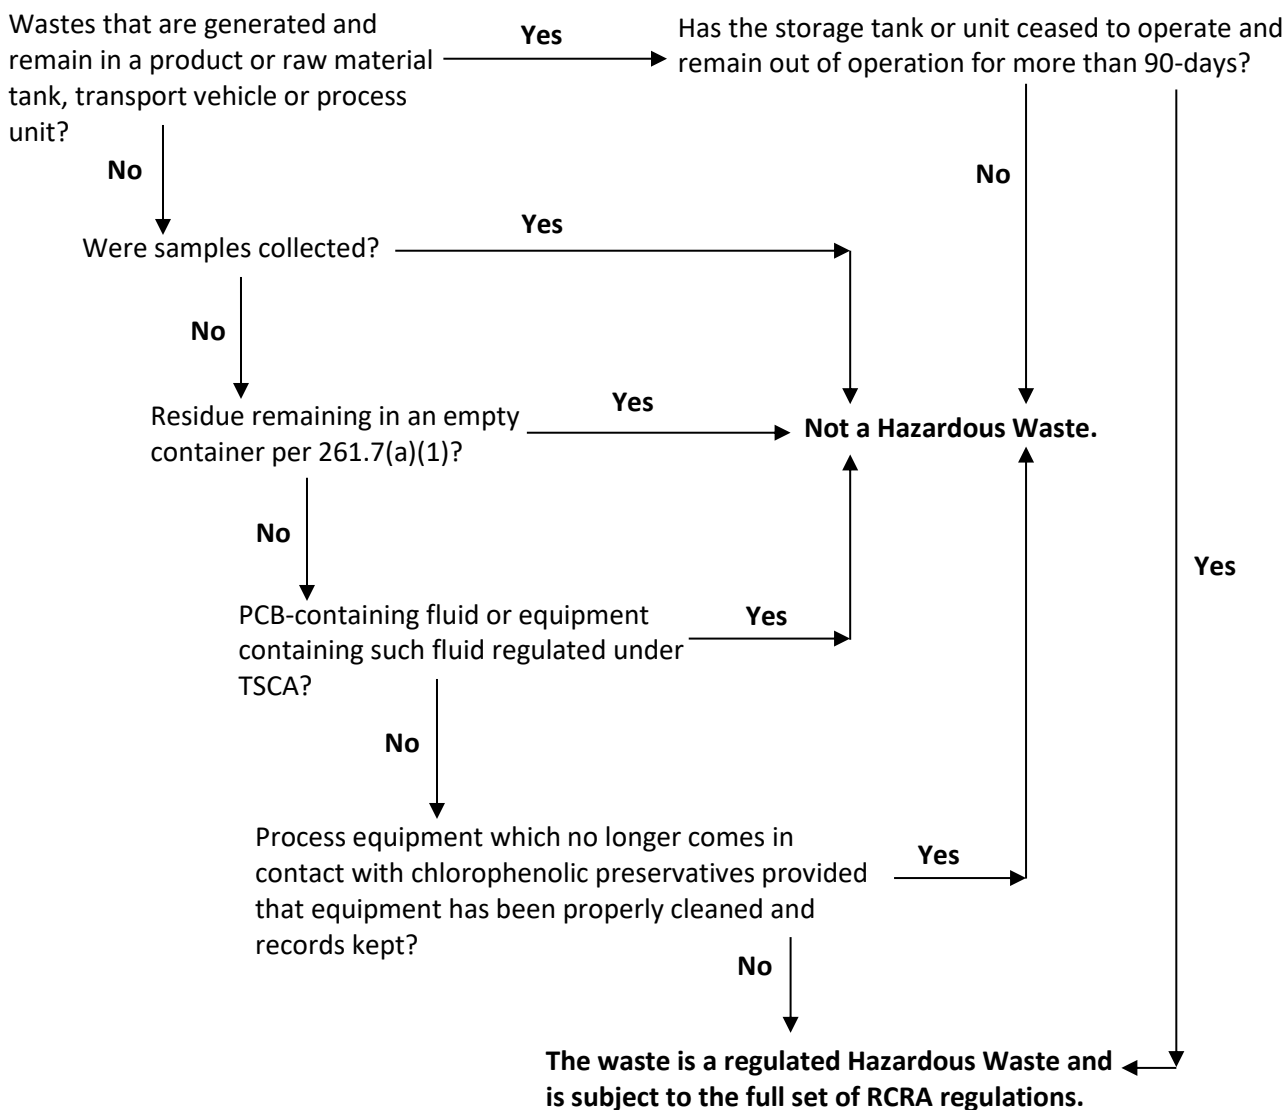 Wastes that are generated and
remain in a product or raw material
tank, transport vehicle or process
unit?
Yes
Has the storage tank or unit ceased to operate and
remain out of operation for more than 90-days?
No
No
Were samples collected?
Yes
No
Residue remaining in an empty
container per 261.7(a)(1)?
Yes
Not a Hazardous Waste.
No
Yes
PCB-containing fluid or equipment
containing such fluid regulated under
TSCA?
Yes
No
Process equipment which no longer comes in
contact with chlorophenolic preservatives provided
that equipment has been properly cleaned and
records kept?
Yes
No
The waste is a regulated Hazardous Waste and
is subject to the full set of RCRA regulations.